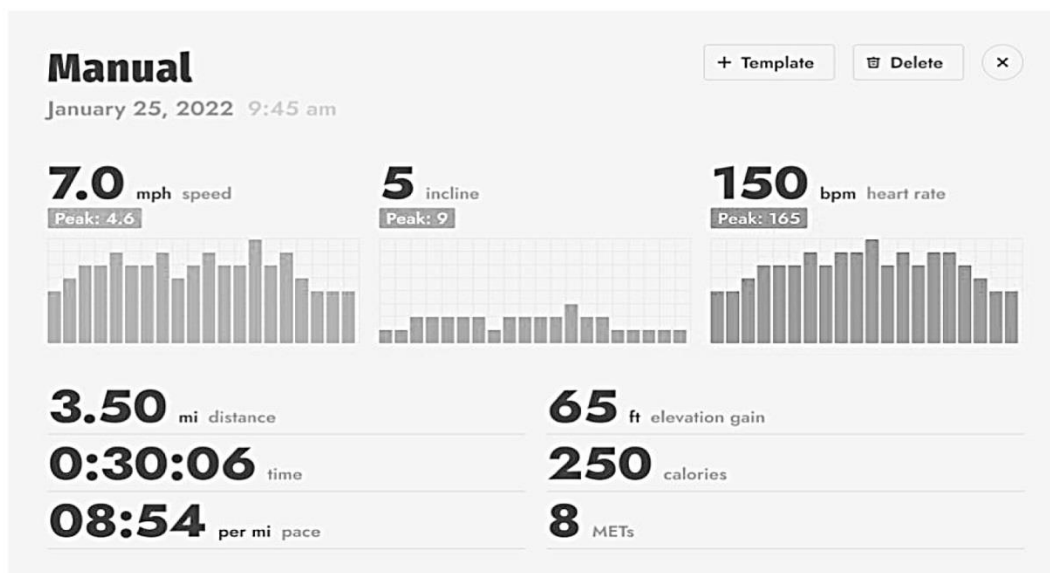 Manual
+ Template
Delete
×
January 25, 2022 9:45 am
7.0 mph speed
Peak: 4.6
5 incline
Peak: 9
150 bpm heart rate
Peak: 165
3.50 mi distance
65 ft elevation gain
0:30:06 time
250 calories
08:54 per mi pace
8 METs